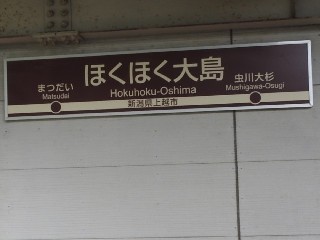 ほくほく大島
Hokuhoku-Oshima
新潟県上越市
まつだい
Matsudai
虫川大杉
Mushigawa-Osugi